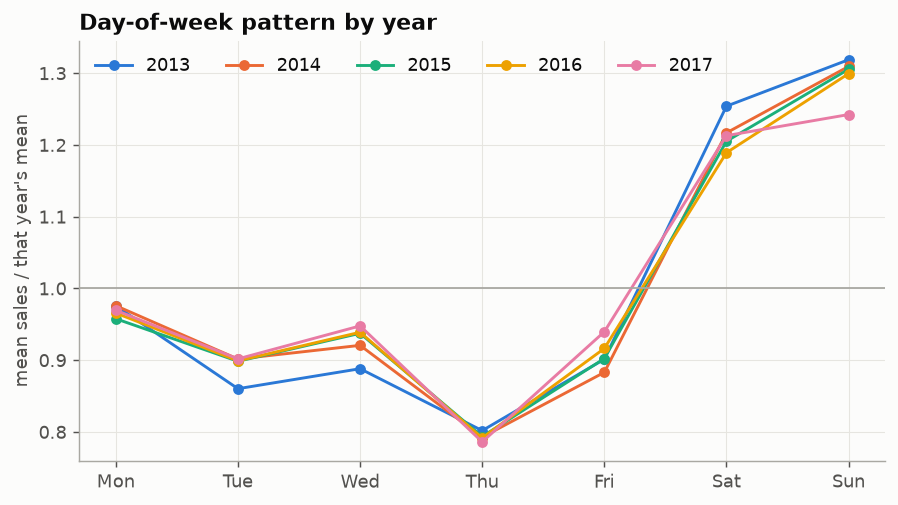 Day-of-week pattern by year
2013 2014 2015 2016 2017
mean sales / that year's mean
1.3
1.2
1.1
1.0
0.9
0.8
Mon Tue Wed Thu Fri Sat Sun